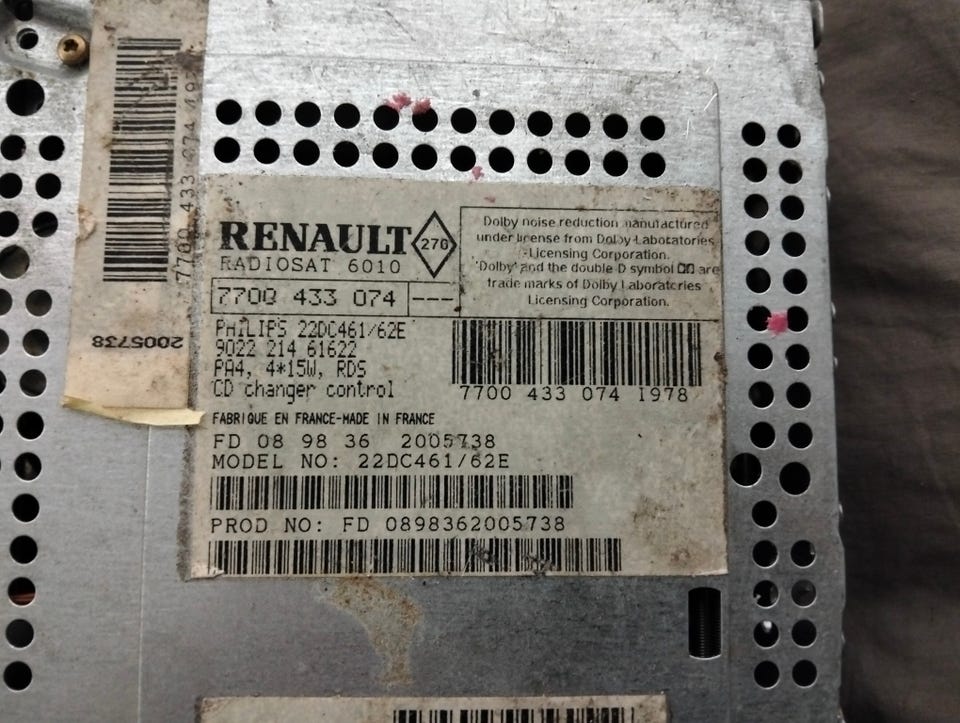 RENAULT 270
RADIOSAT 6010
7700 433 074 ---
Dolby noise reduction manufactured
under license from Dolby Laboratories
Licensing Corporation.
'Dolby' and the double D symbol are
trade marks of Dolby Laboratories
Licensing Corporation.
PHILIPS 22DC461/62E
9022 214 61622
PA4, 4*15W, RDS
CD changer control
7700 433 074 I978
FABRIQUE EN FRANCE-MADE IN FRANCE
FD 08 98 36 2005738
MODEL NO: 22DC461/62E
PROD NO: FD 0898362005738
7700 433 074
2005738